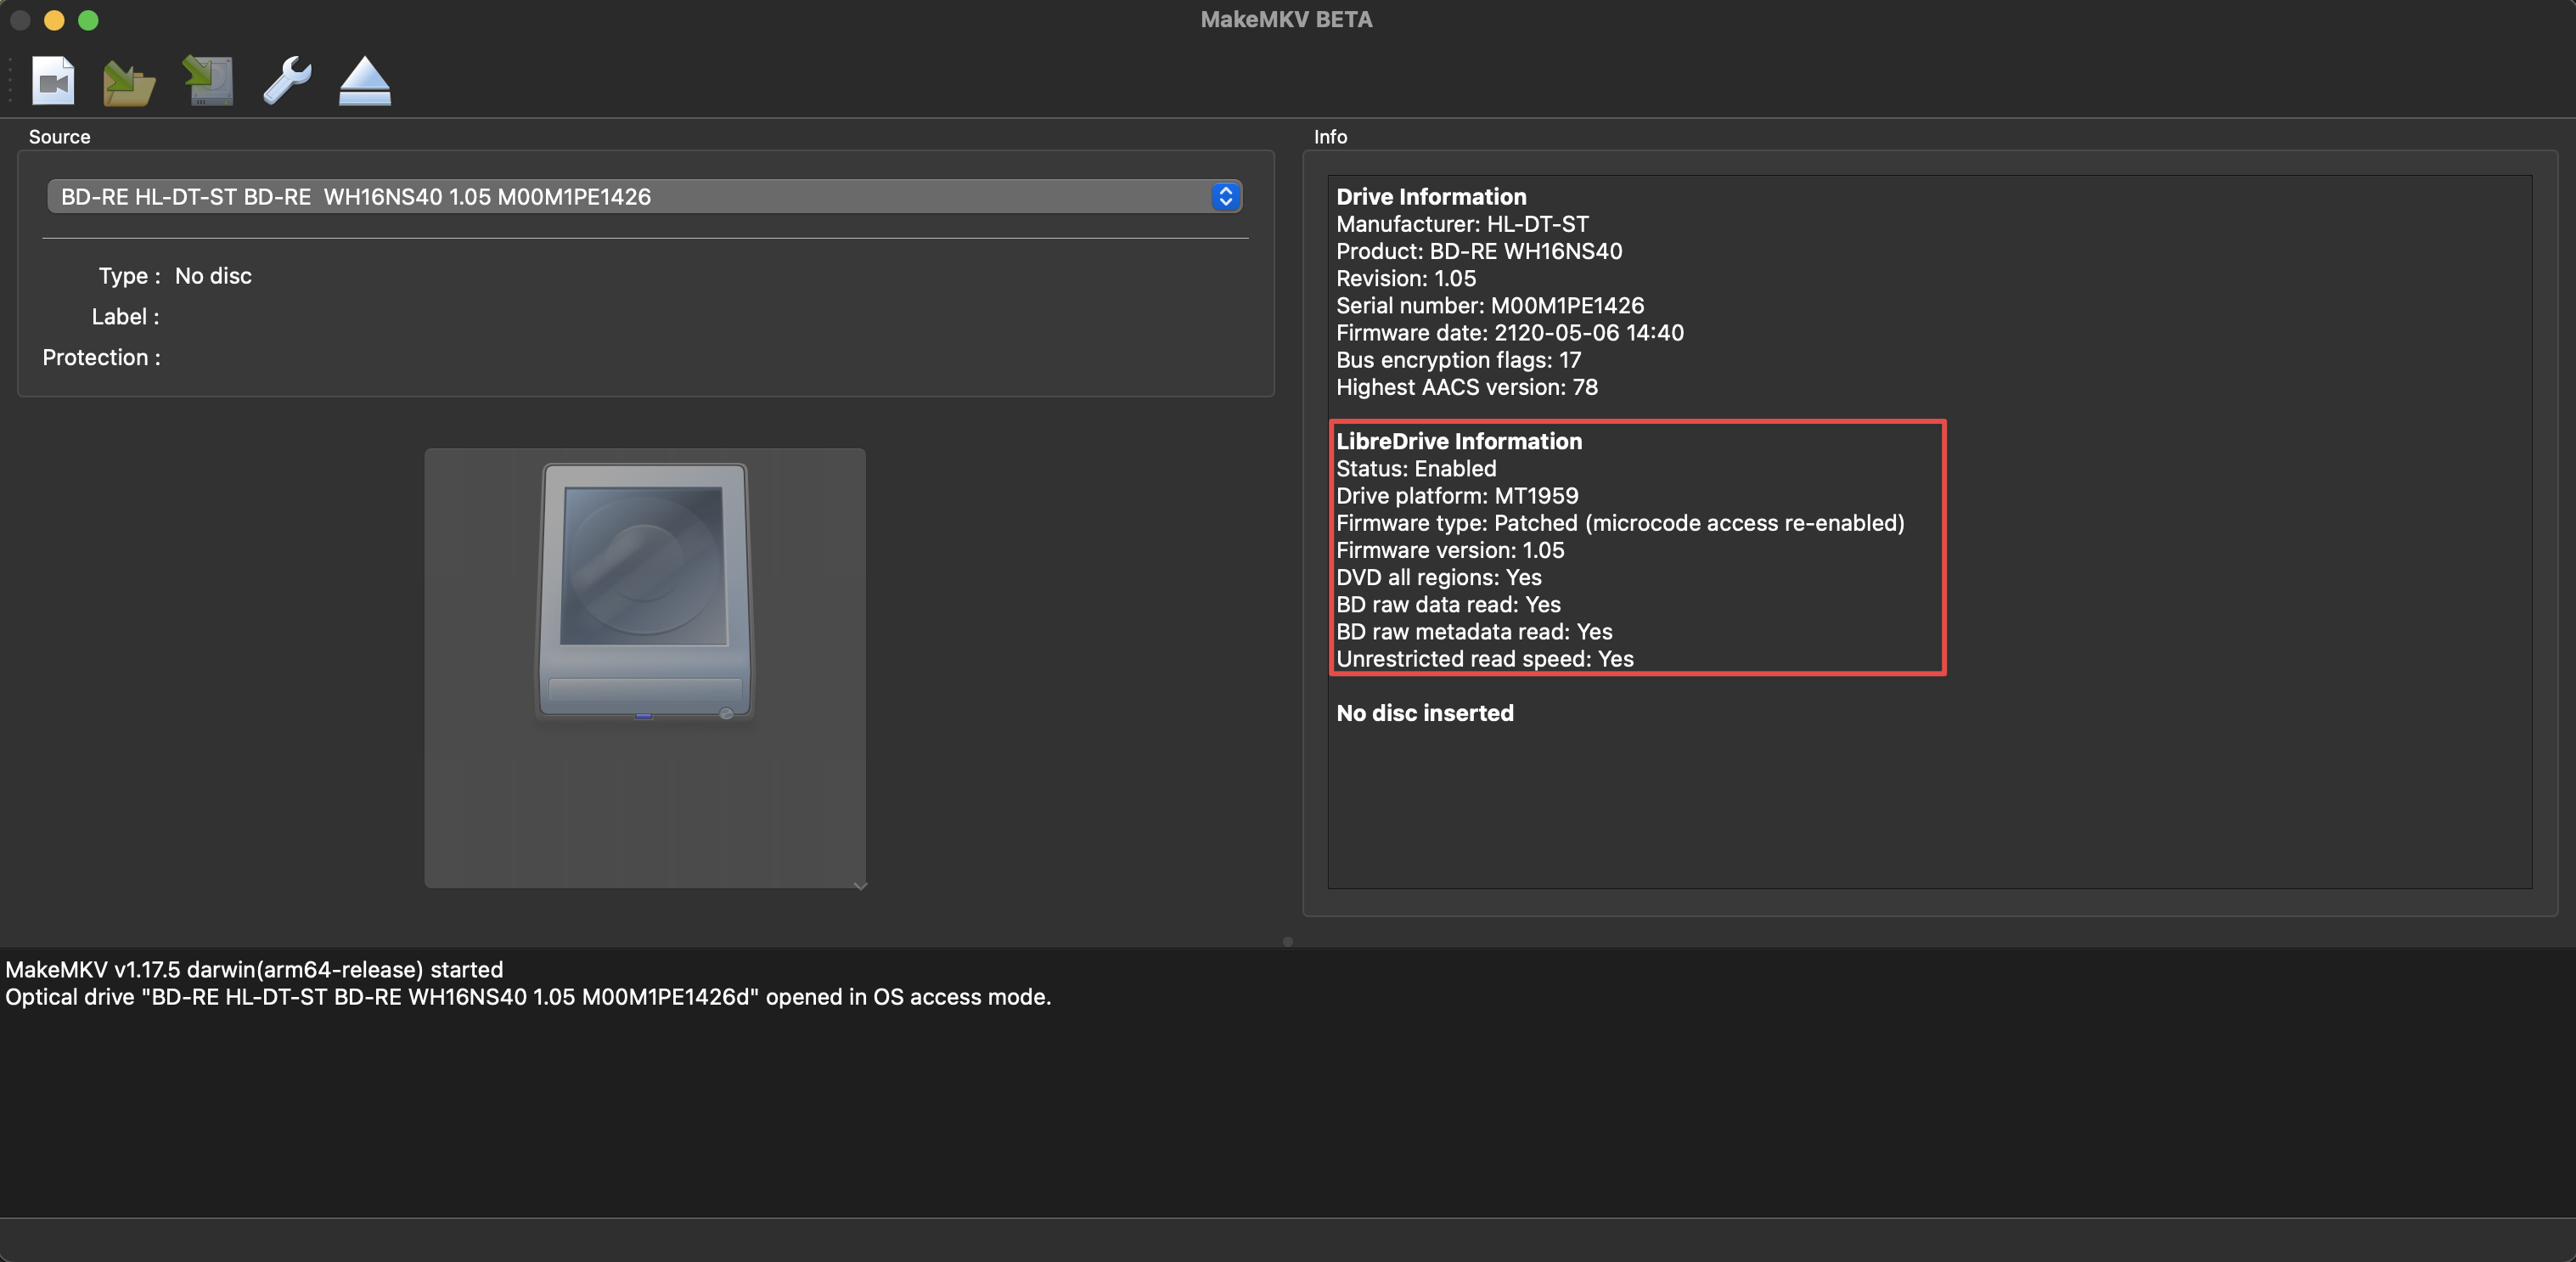 MakeMKV BETA
Source
BD-RE HL-DT-ST BD-RE  WH16NS40 1.05 M00M1PE1426
Type :  No disc
Label :
Protection :
Info
Drive Information
Manufacturer: HL-DT-ST
Product: BD-RE WH16NS40
Revision: 1.05
Serial number: M00M1PE1426
Firmware date: 2120-05-06 14:40
Bus encryption flags: 17
Highest AACS version: 78
LibreDrive Information
Status: Enabled
Drive platform: MT1959
Firmware type: Patched (microcode access re-enabled)
Firmware version: 1.05
DVD all regions: Yes
BD raw data read: Yes
BD raw metadata read: Yes
Unrestricted read speed: Yes
No disc inserted
MakeMKV v1.17.5 darwin(arm64-release) started
Optical drive "BD-RE HL-DT-ST BD-RE WH16NS40 1.05 M00M1PE1426d" opened in OS access mode.